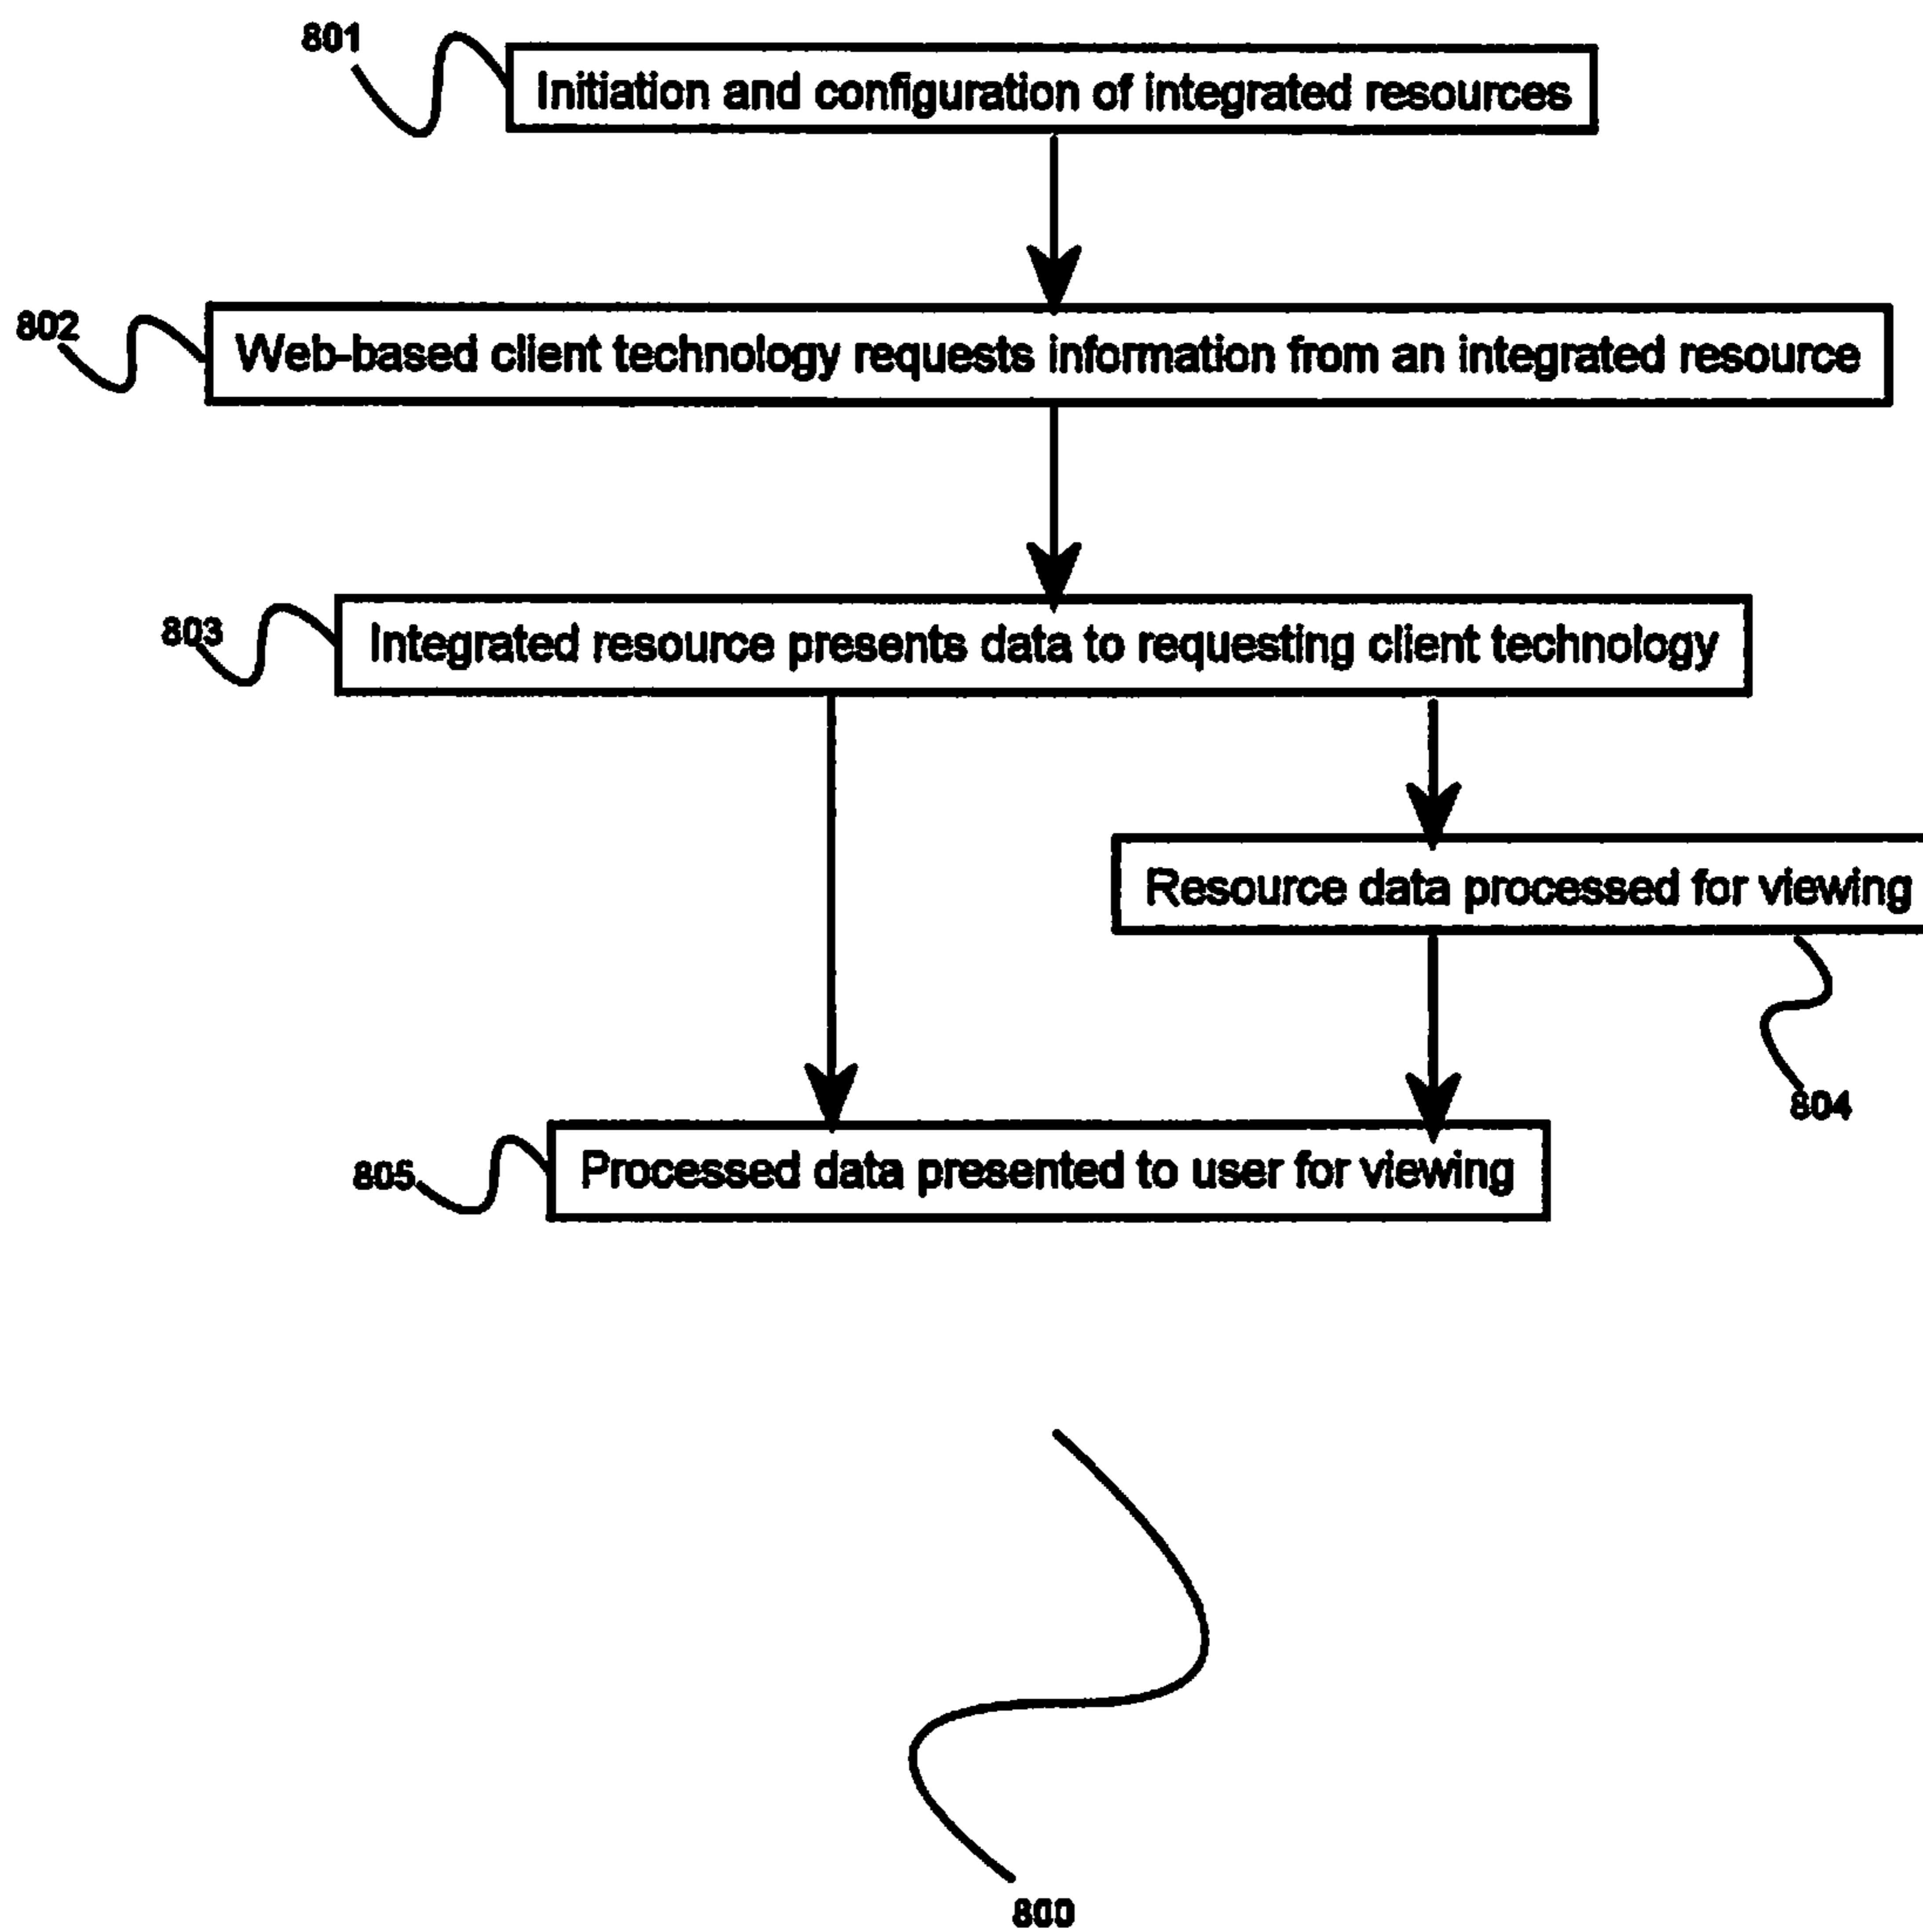 801
Initiation and configuration of integrated resources
802
Web-based client technology requests information from an integrated resource
803
Integrated resource presents data to requesting client technology
Resource data processed for viewing
804
805
Processed data presented to user for viewing
800